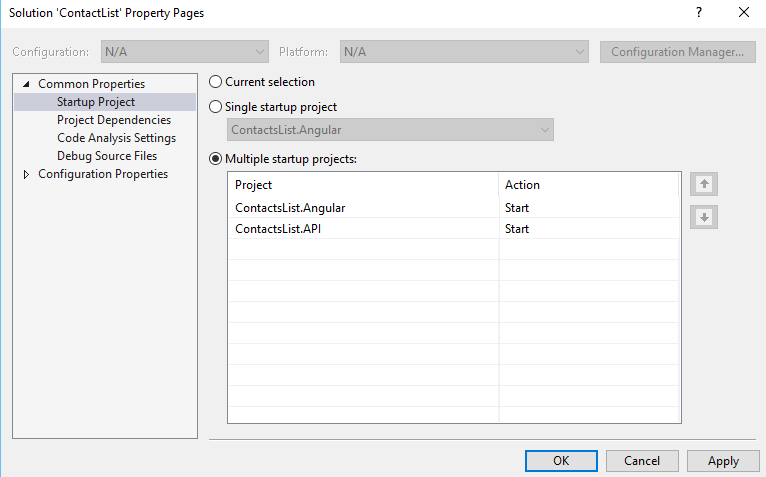 Solution 'ContactList' Property Pages
?
Configuration: N/A Platform: N/A Configuration Manager...
Common Properties
Startup Project
Project Dependencies
Code Analysis Settings
Debug Source Files
Configuration Properties
Current selection
Single startup project
ContactsList.Angular
Multiple startup projects:
Project Action
ContactsList.Angular Start
ContactsList.API Start
OK Cancel Apply